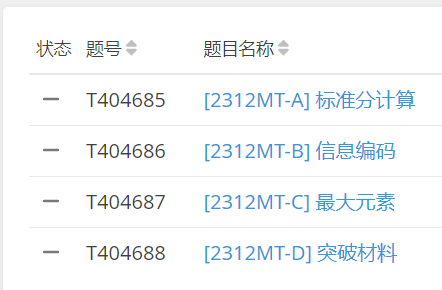 状态 题号 题目名称
T404685 [2312MT-A] 标准分计算
T404686 [2312MT-B] 信息编码
T404687 [2312MT-C] 最大元素
T404688 [2312MT-D] 突破材料